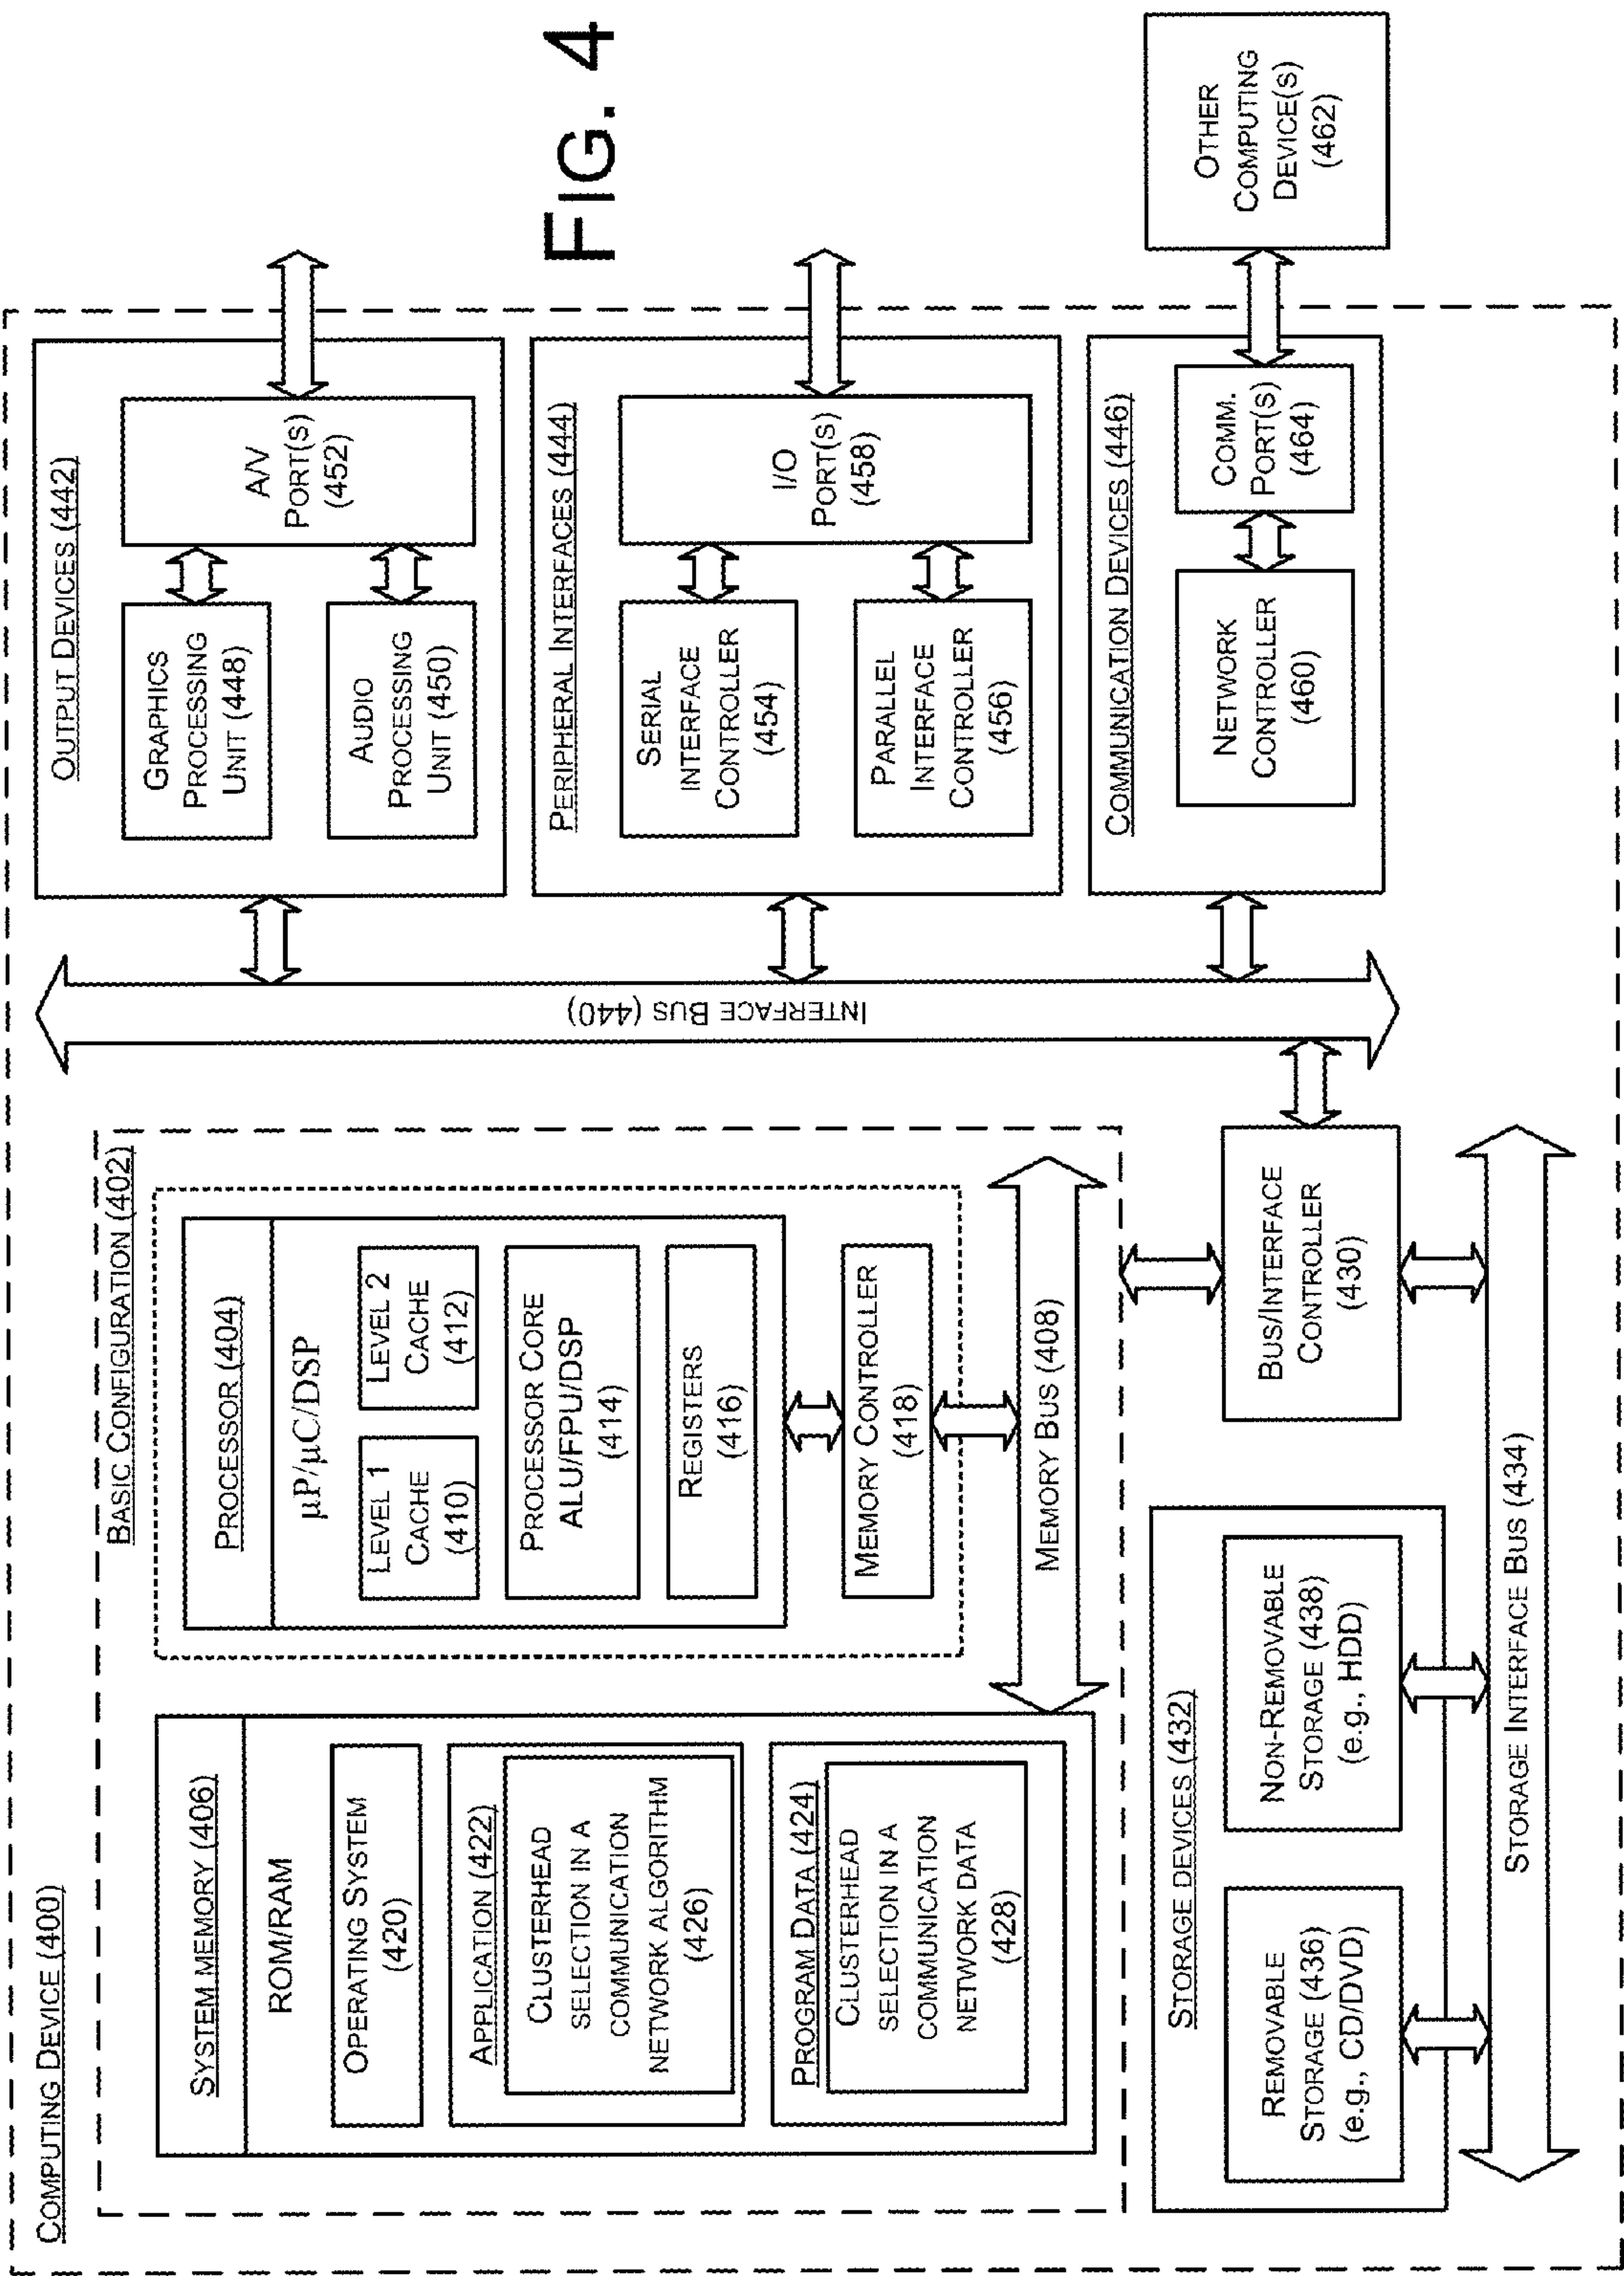 COMPUTING DEVICE (400)
BASIC CONFIGURATION (402)
SYSTEM MEMORY (406)
ROM/RAM
OPERATING SYSTEM
(420)
APPLICATION (422)
CLUSTERHEAD
SELECTION IN A
COMMUNICATION
NETWORK ALGORITHM
(426)
PROGRAM DATA (424)
CLUSTERHEAD
SELECTION IN A
COMMUNICATION
NETWORK DATA
(428)
PROCESSOR (404)
µP/µC/DSP
LEVEL 1
CACHE
(410)
LEVEL 2
CACHE
(412)
PROCESSOR CORE
ALU/FPU/DSP
(414)
REGISTERS
(416)
MEMORY CONTROLLER
(418)
MEMORY BUS (408)
BUS/INTERFACE
CONTROLLER
(430)
STORAGE DEVICES (432)
REMOVABLE
STORAGE (436)
(e.g., CD/DVD)
NON-REMOVABLE
STORAGE (438)
(e.g., HDD)
STORAGE INTERFACE BUS (434)
INTERFACE BUS (440)
OUTPUT DEVICES (442)
GRAPHICS
PROCESSING
UNIT (448)
AUDIO
PROCESSING
UNIT (450)
A/V
PORT(S)
(452)
PERIPHERAL INTERFACES (444)
SERIAL
INTERFACE
CONTROLLER
(454)
PARALLEL
INTERFACE
CONTROLLER
(456)
I/O
PORT(S)
(458)
COMMUNICATION DEVICES (446)
NETWORK
CONTROLLER
(460)
COMM.
PORT(S)
(464)
OTHER
COMPUTING
DEVICE(S)
(462)
FIG. 4